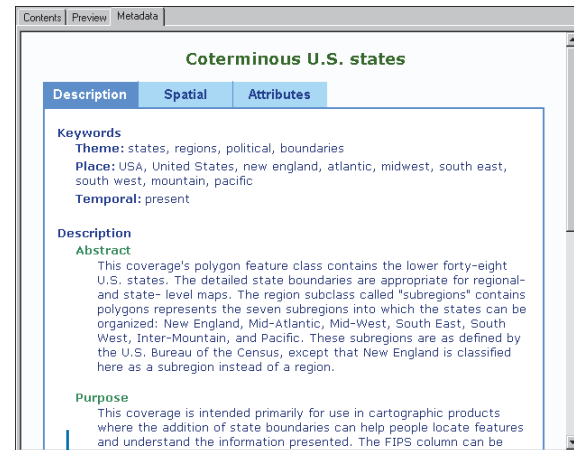 Contents Preview Metadata
Coterminous U.S. states
Description Spatial Attributes
Keywords
Theme: states, regions, political, boundaries
Place: USA, United States, new england, atlantic, midwest, south east,
south west, mountain, pacific
Temporal: present
Description
Abstract
This coverage's polygon feature class contains the lower forty-eight
U.S. states. The detailed state boundaries are appropriate for regional-
and state- level maps. The region subclass called "subregions" contains
polygons represents the seven subregions into which the states can be
organized: New England, Mid-Atlantic, Mid-West, South East, South
West, Inter-Mountain, and Pacific. These subregions are as defined by
the U.S. Bureau of the Census, except that New England is classified
here as a subregion instead of a region.
Purpose
This coverage is intended primarily for use in cartographic products
where the addition of state boundaries can help people locate features
and understand the information presented. The FIPS column can be